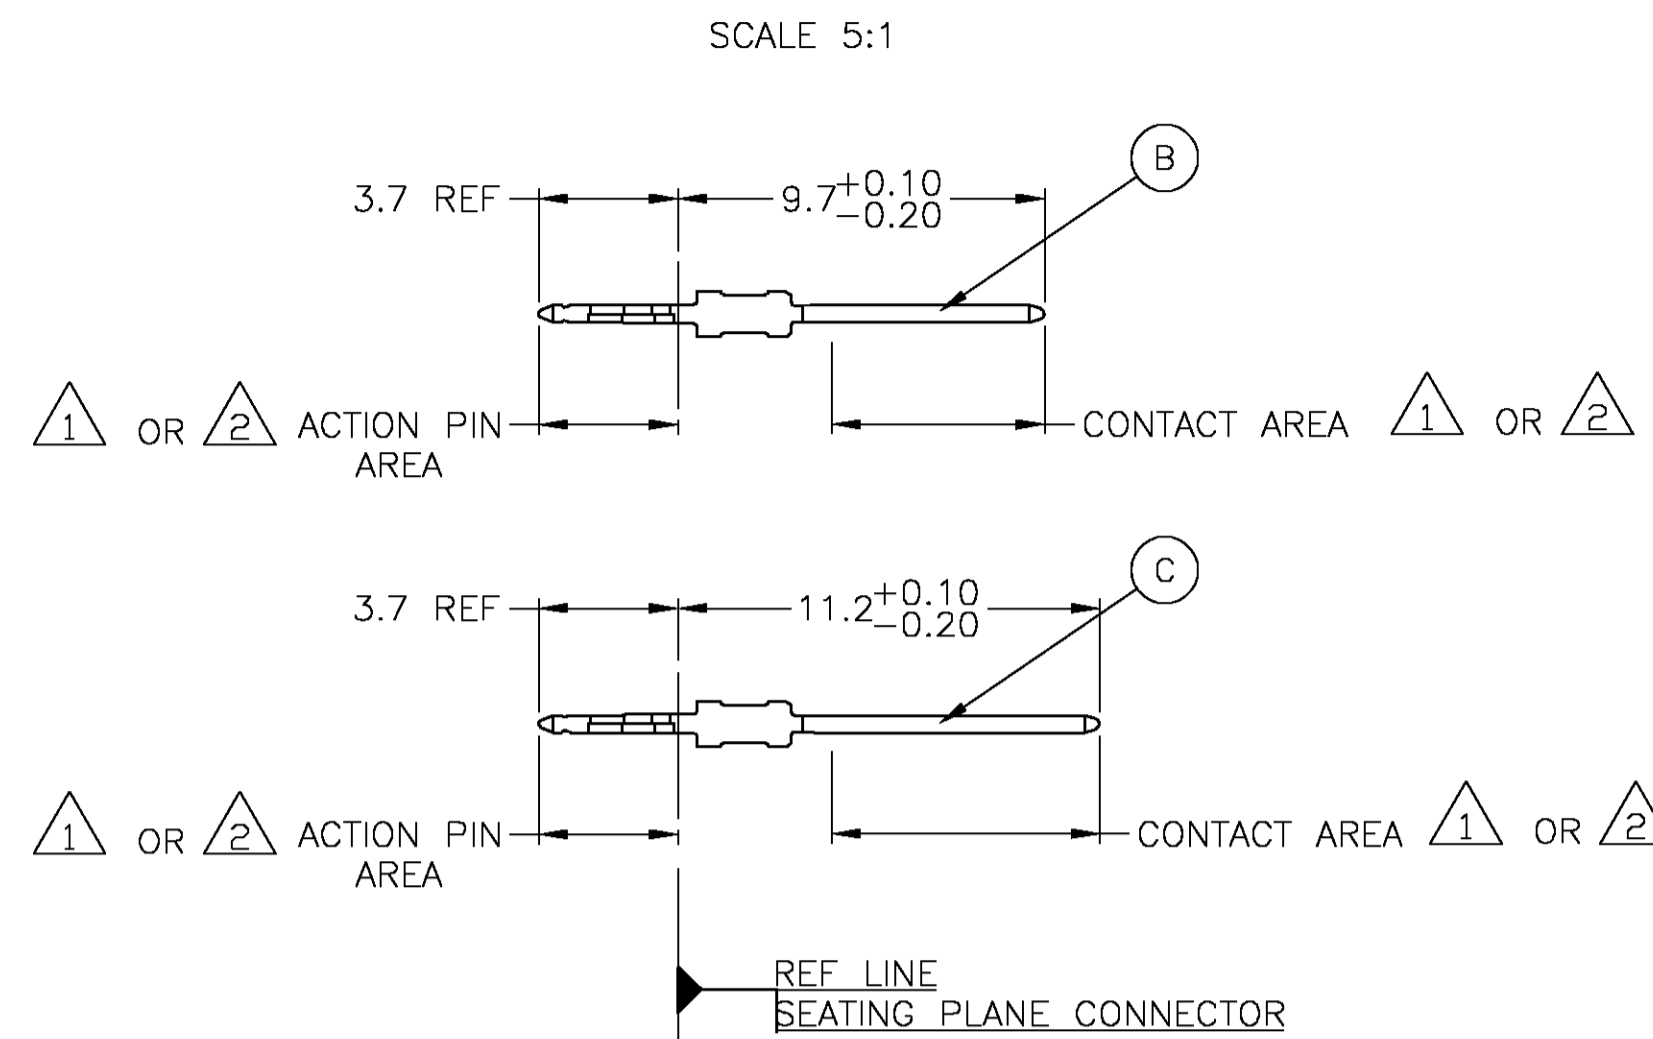 SCALE 5:1
B
3.7 REF
9.7 +0.10
-0.20
1 OR 2 ACTION PIN
AREA
CONTACT AREA 1 OR 2
C
3.7 REF
11.2 +0.10
-0.20
1 OR 2 ACTION PIN
AREA
CONTACT AREA 1 OR 2
REF LINE
SEATING PLANE CONNECTOR